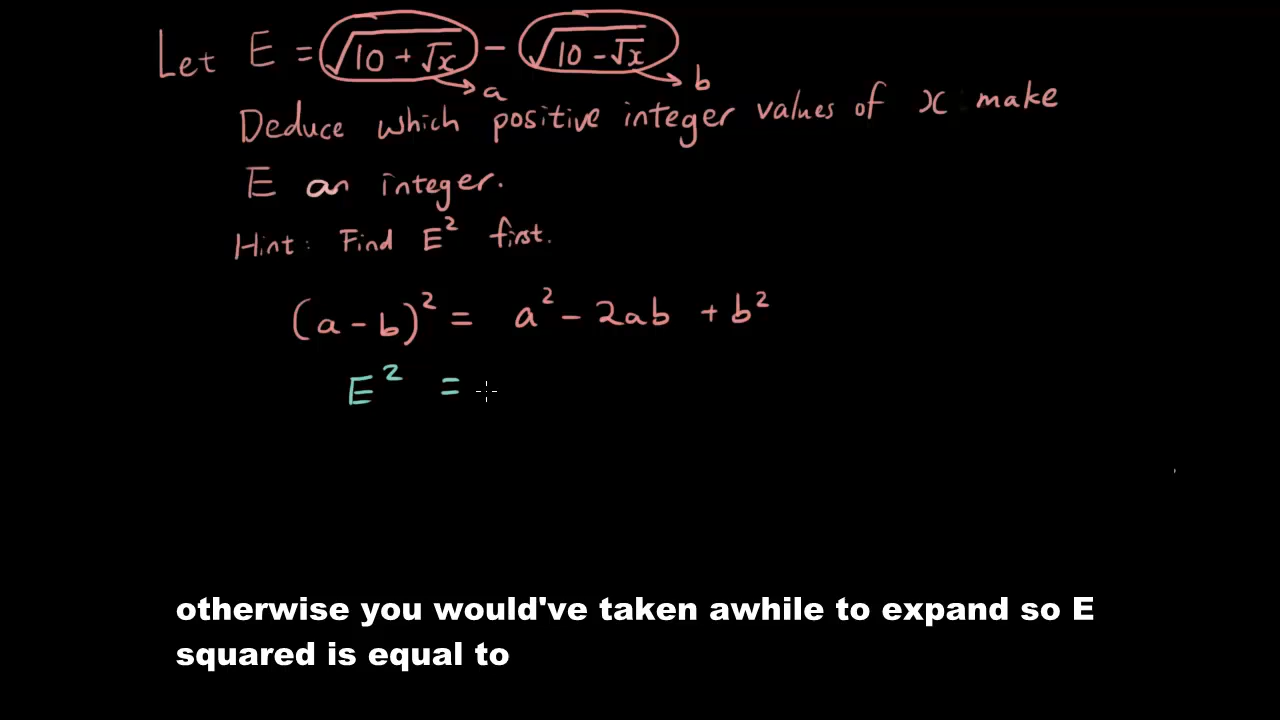 Let E = √(10 + √x) − √(10 − √x)
a b
Deduce which positive integer values of x make
E an integer.
Hint: Find E² first.
(a − b)² = a² − 2ab + b²
E² =
otherwise you would've taken awhile to expand so E
squared is equal to